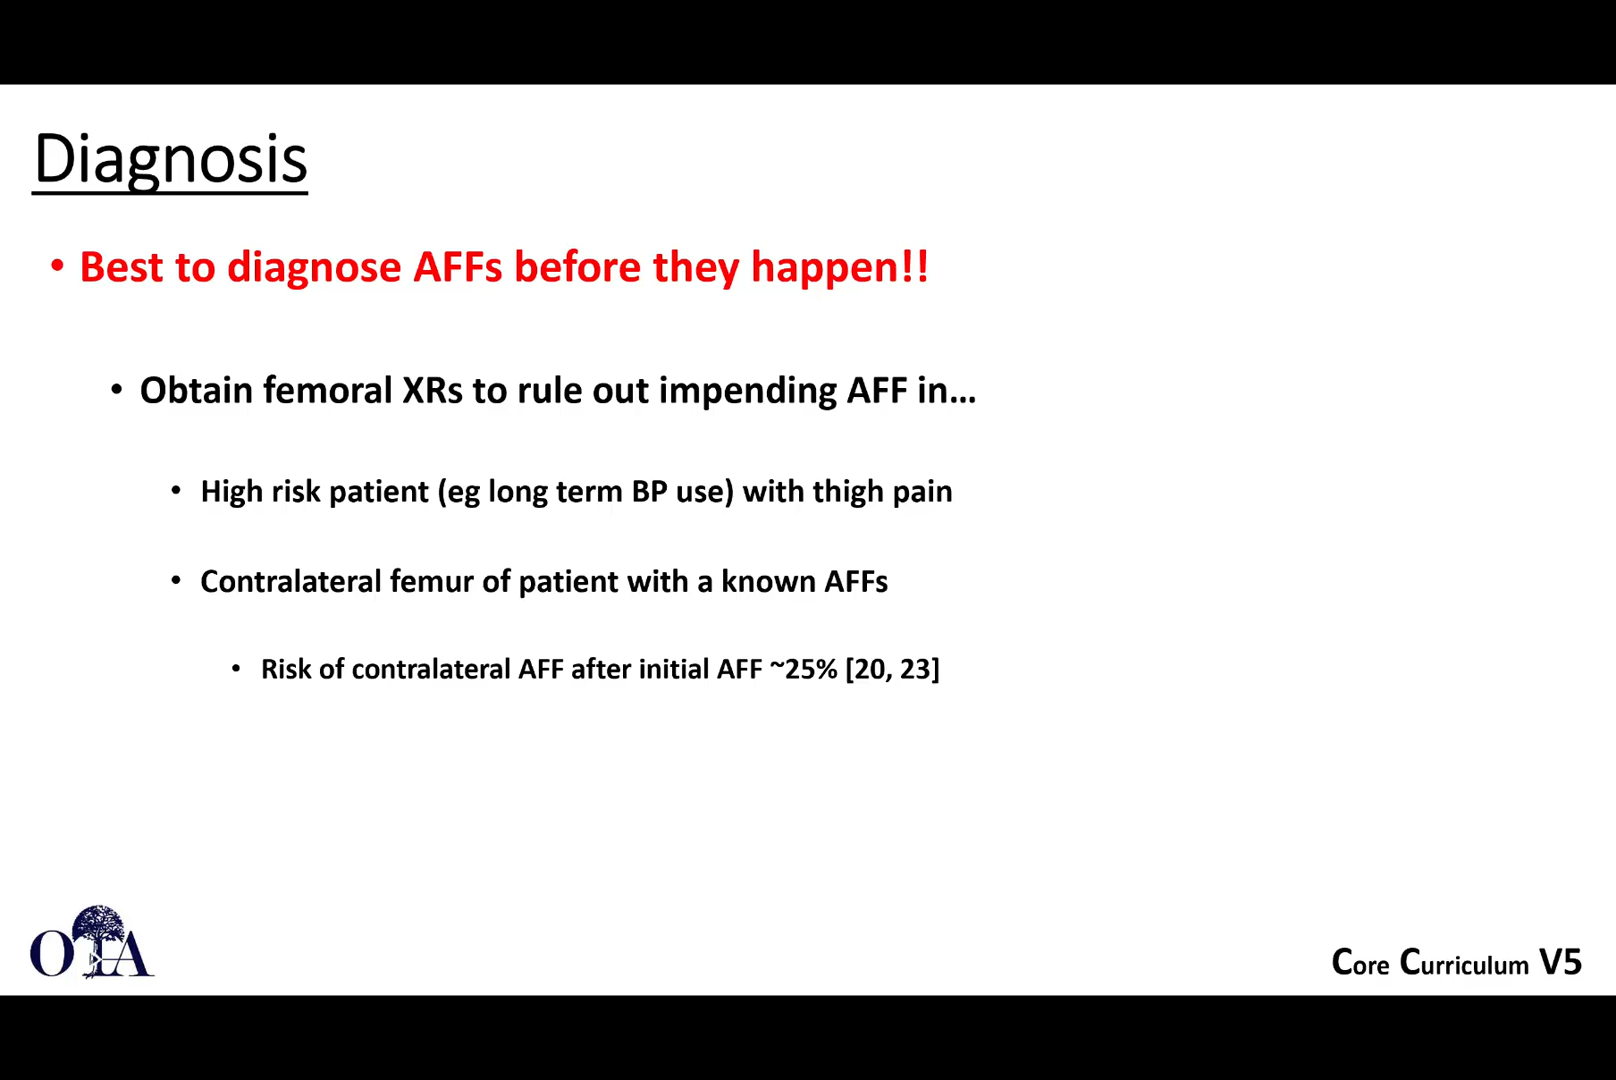 Diagnosis
• Best to diagnose AFFs before they happen!!
• Obtain femoral XRs to rule out impending AFF in...
• High risk patient (eg long term BP use) with thigh pain
• Contralateral femur of patient with a known AFFs
• Risk of contralateral AFF after initial AFF ~25% [20, 23]
OTA
Core Curriculum V5